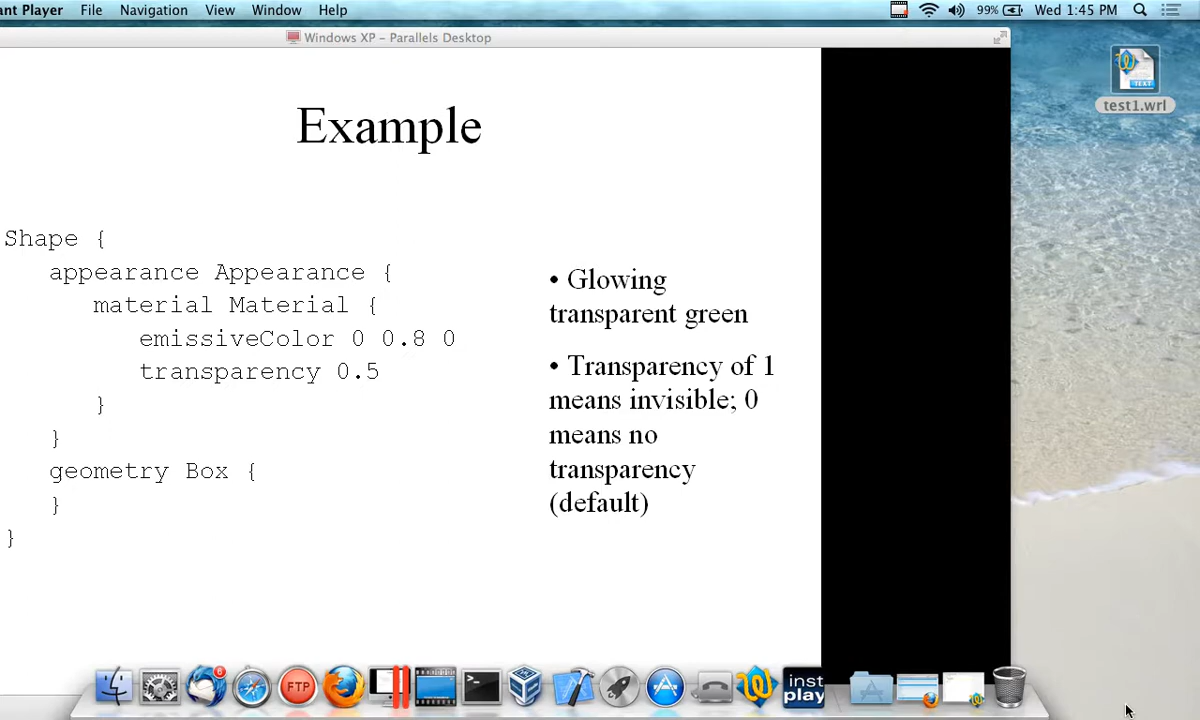 ant Player File Navigation View Window Help 99% Wed 1:45 PM
Windows XP – Parallels Desktop
test1.wrl
Example
Shape {
appearance Appearance {
material Material {
emissiveColor 0 0.8 0
transparency 0.5
}
}
geometry Box {
}
}
• Glowing
transparent green
• Transparency of 1
means invisible; 0
means no
transparency
(default)
TEXT
6
FTP
inst
play